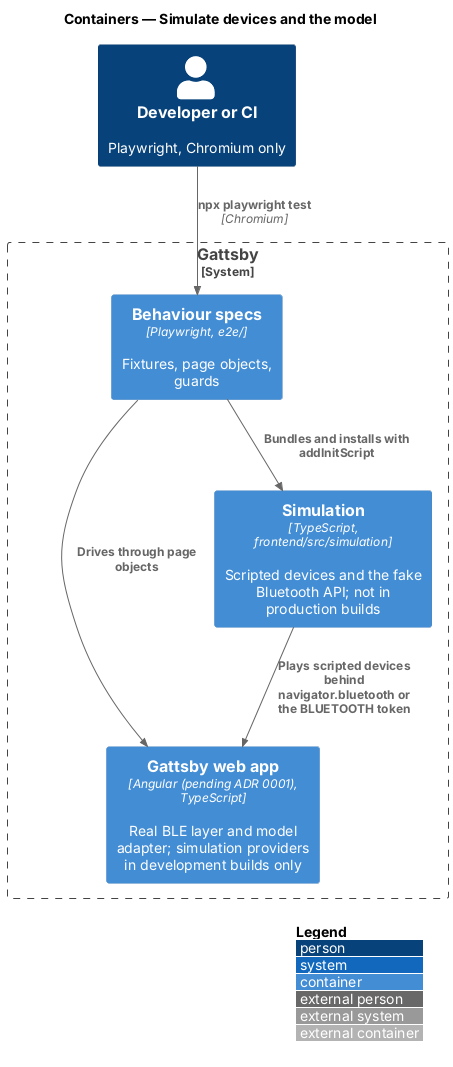 Containers — Simulate devices and the model
Developer or CI
Playwright, Chromium only
npx playwright test
[Chromium]
Gattsby
[System]
Behaviour specs
[Playwright, e2e/]
Fixtures, page objects,
guards
Bundles and installs with
addInitScript
Simulation
[TypeScript,
frontend/src/simulation]
Scripted devices and the fake
Bluetooth API; not in
production builds
Drives through page
objects
Plays scripted devices
behind
navigator.bluetooth or
the BLUETOOTH token
Gattsby web app
[Angular (pending ADR 0001),
TypeScript]
Real BLE layer and model
adapter; simulation providers
in development builds only
Legend
person
system
container
external person
external system
external container